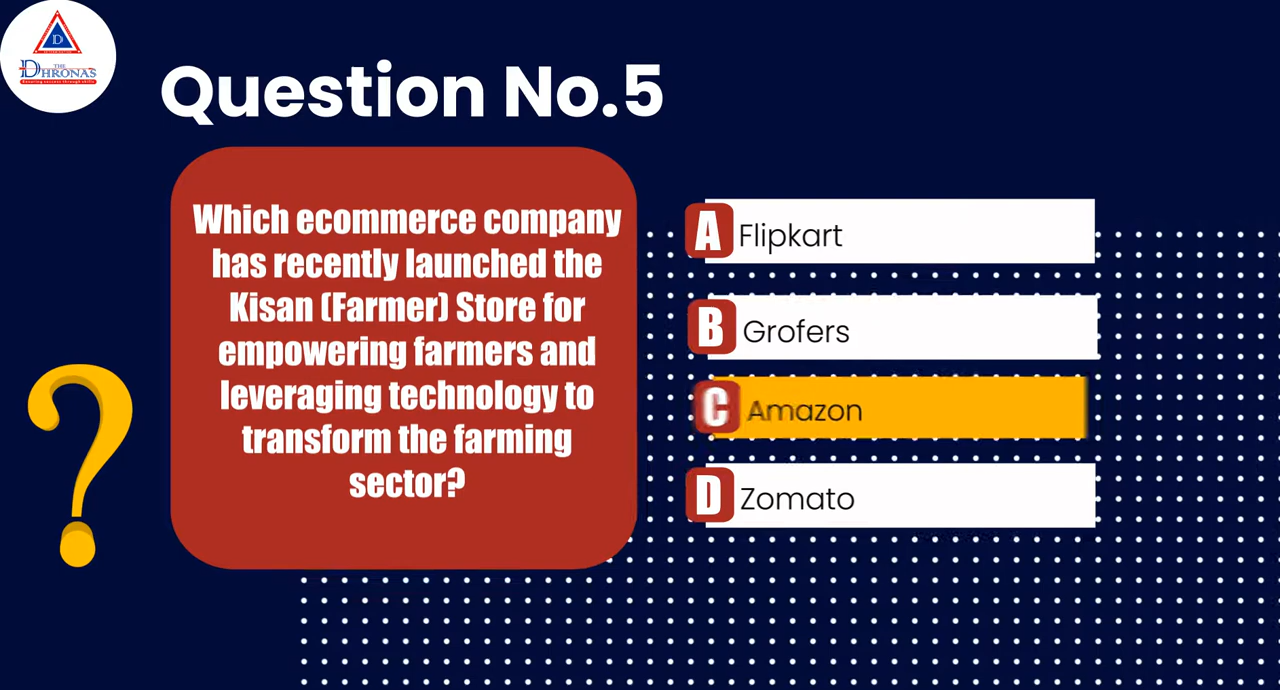 D
THE
DHRONAS
Question No.5
Which ecommerce company
has recently launched the
Kisan (Farmer) Store for
empowering farmers and
leveraging technology to
transform the farming
sector?
A Flipkart
B Grofers
C Amazon
D Zomato
?